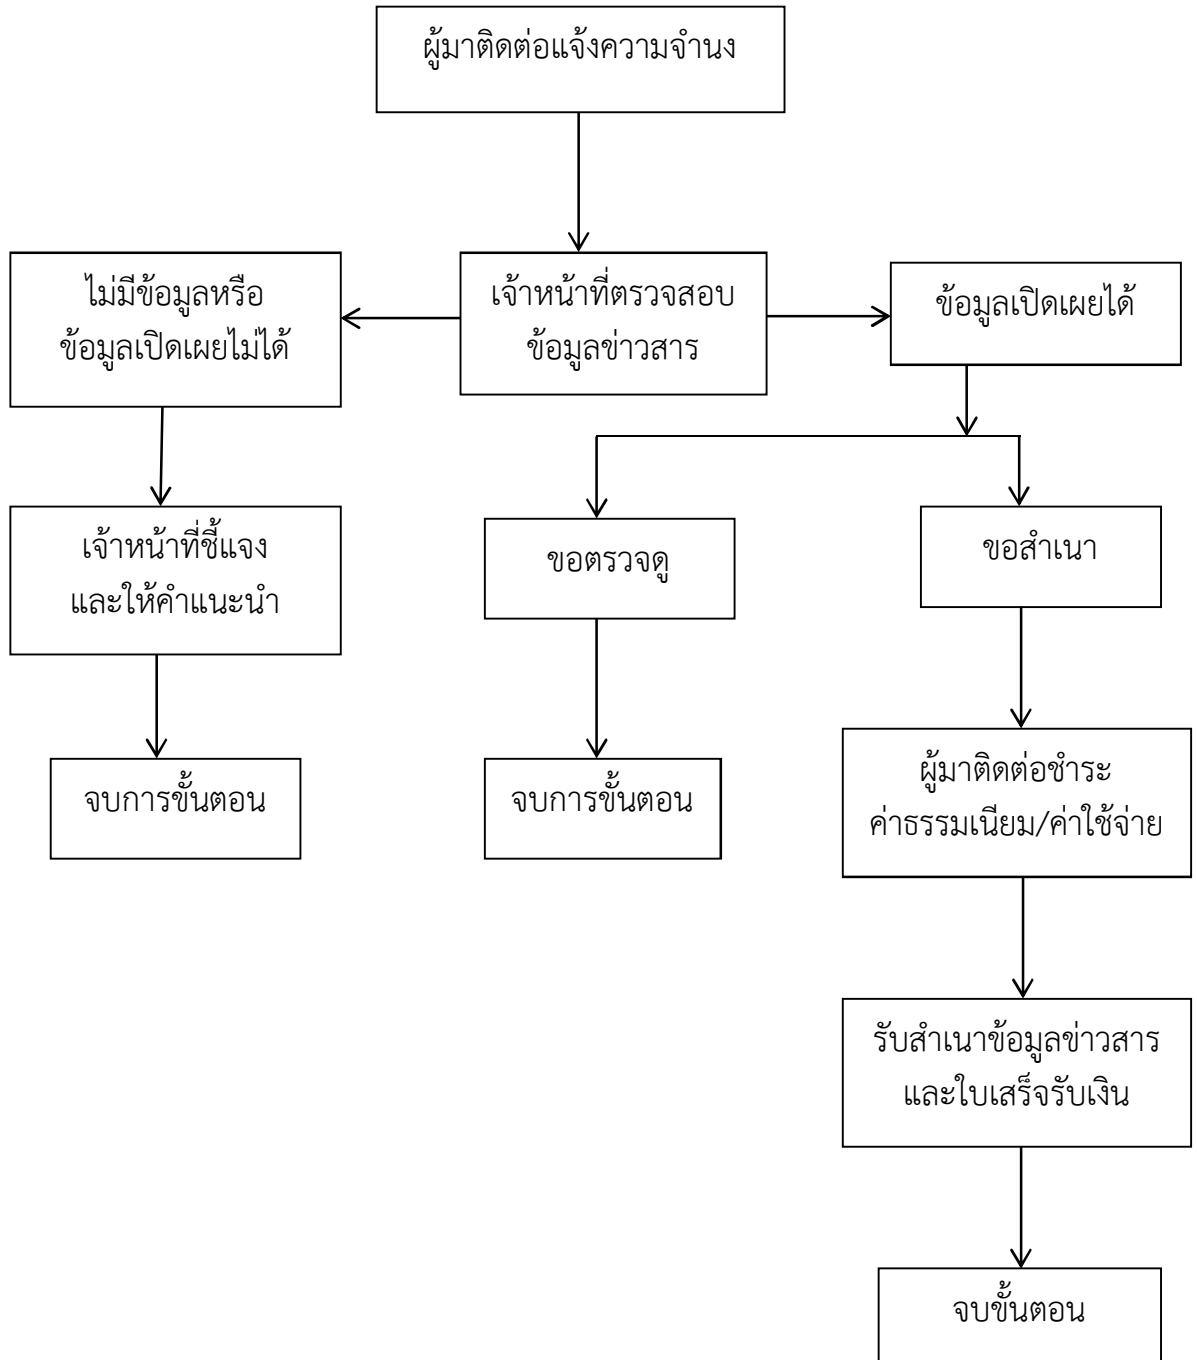 ผู้มาติดต่อแจ้งความจำนง
ไม่มีข้อมูลหรือ
ข้อมูลเปิดเผยไม่ได้
เจ้าหน้าที่ตรวจสอบ
ข้อมูลข่าวสาร
ข้อมูลเปิดเผยได้
เจ้าหน้าที่ชี้แจง
และให้คำแนะนำ
ขอตรวจดู
ขอสำเนา
จบการขั้นตอน
จบการขั้นตอน
ผู้มาติดต่อชำระ
ค่าธรรมเนียม/ค่าใช้จ่าย
รับสำเนาข้อมูลข่าวสาร
และใบเสร็จรับเงิน
จบขั้นตอน